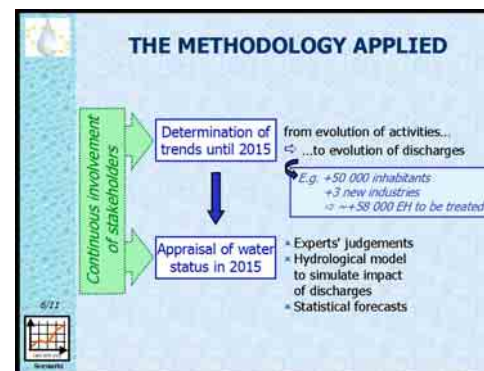 THE METHODOLOGY APPLIED
Continuous involvement
of stakeholders
Determination of
trends until 2015
from evolution of activities...
⇨ ...to evolution of discharges
E.g. +50 000 inhabitants
+3 new industries
⇨ ~+58 000 EH to be treated
Appraisal of water
status in 2015
▪ Experts' judgements
▪ Hydrological model
to simulate impact
of discharges
▪ Statistical forecasts
6/11
Scenario